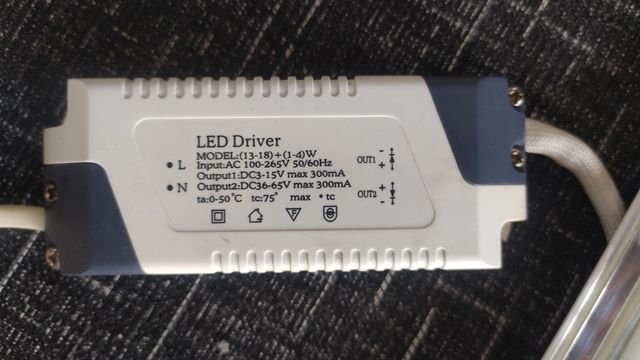 LED Driver
MODEL:(13-18)+(1-4)W
L Input:AC 100-265V 50/60Hz
Output1:DC3-15V max 300mA
N Output2:DC36-65V max 300mA
ta:0-50°C tc:75° max • tc
- OUT1 +
+ OUT2 -
F